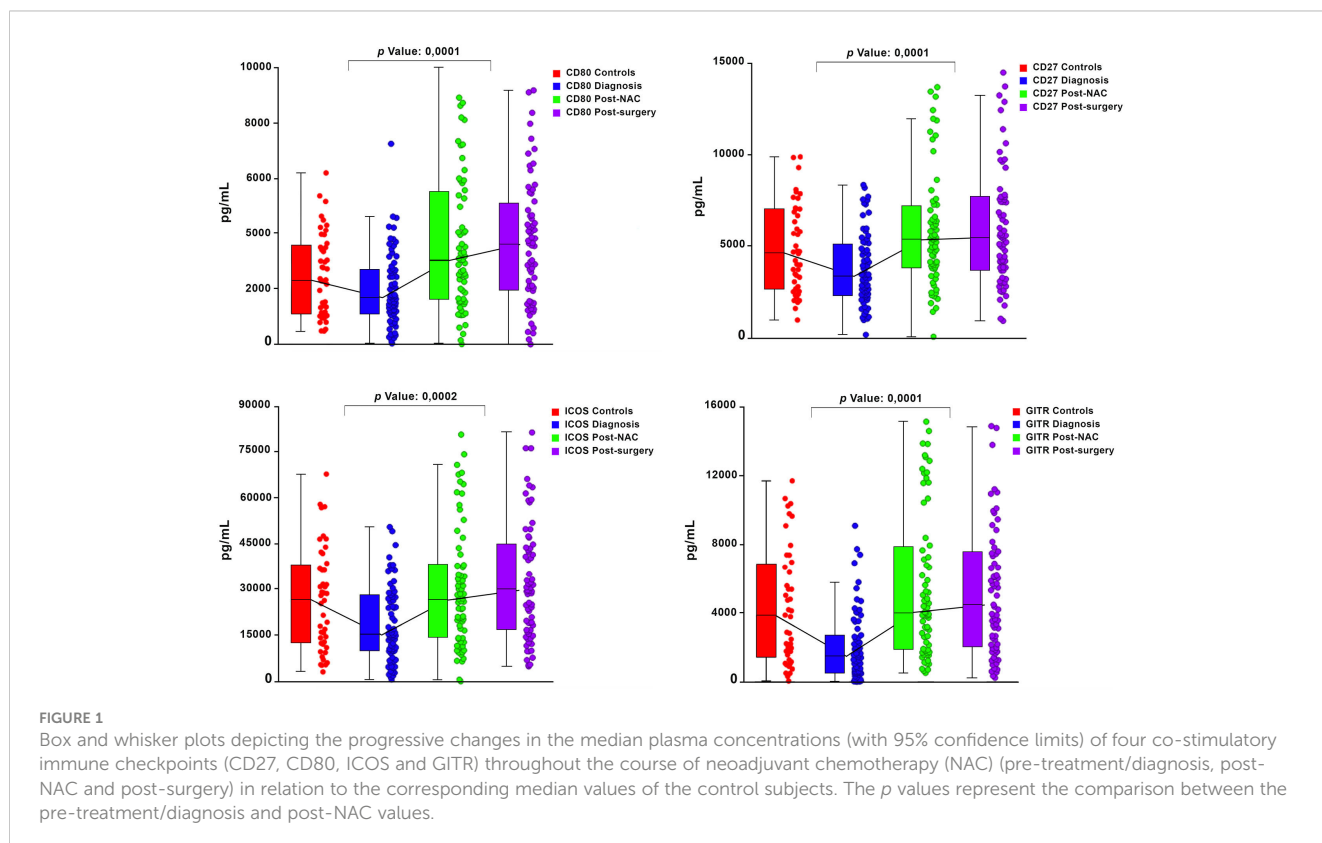 p Value: 0,0001
10000
8000
6000
5000
2000
0
pg/mL
CD80 Controls
CD80 Diagnosis
CD80 Post-NAC
CD80 Post-surgery
p Value: 0,0001
15000
10000
5000
0
pg/mL
CD27 Controls
CD27 Diagnosis
CD27 Post-NAC
CD27 Post-surgery
p Value: 0,0002
90000
75000
60000
45000
30000
15000
0
pg/mL
ICOS Controls
ICOS Diagnosis
ICOS Post-NAC
ICOS Post-surgery
p Value: 0,0001
16000
12000
8000
4000
0
pg/mL
GITR Controls
GITR Diagnosis
GITR Post-NAC
GITR Post-surgery
FIGURE 1
Box and whisker plots depicting the progressive changes in the median plasma concentrations (with 95% confidence limits) of four co-stimulatory
immune checkpoints (CD27, CD80, ICOS and GITR) throughout the course of neoadjuvant chemotherapy (NAC) (pre-treatment/diagnosis, post-
NAC and post-surgery) in relation to the corresponding median values of the control subjects. The p values represent the comparison between the
pre-treatment/diagnosis and post-NAC values.